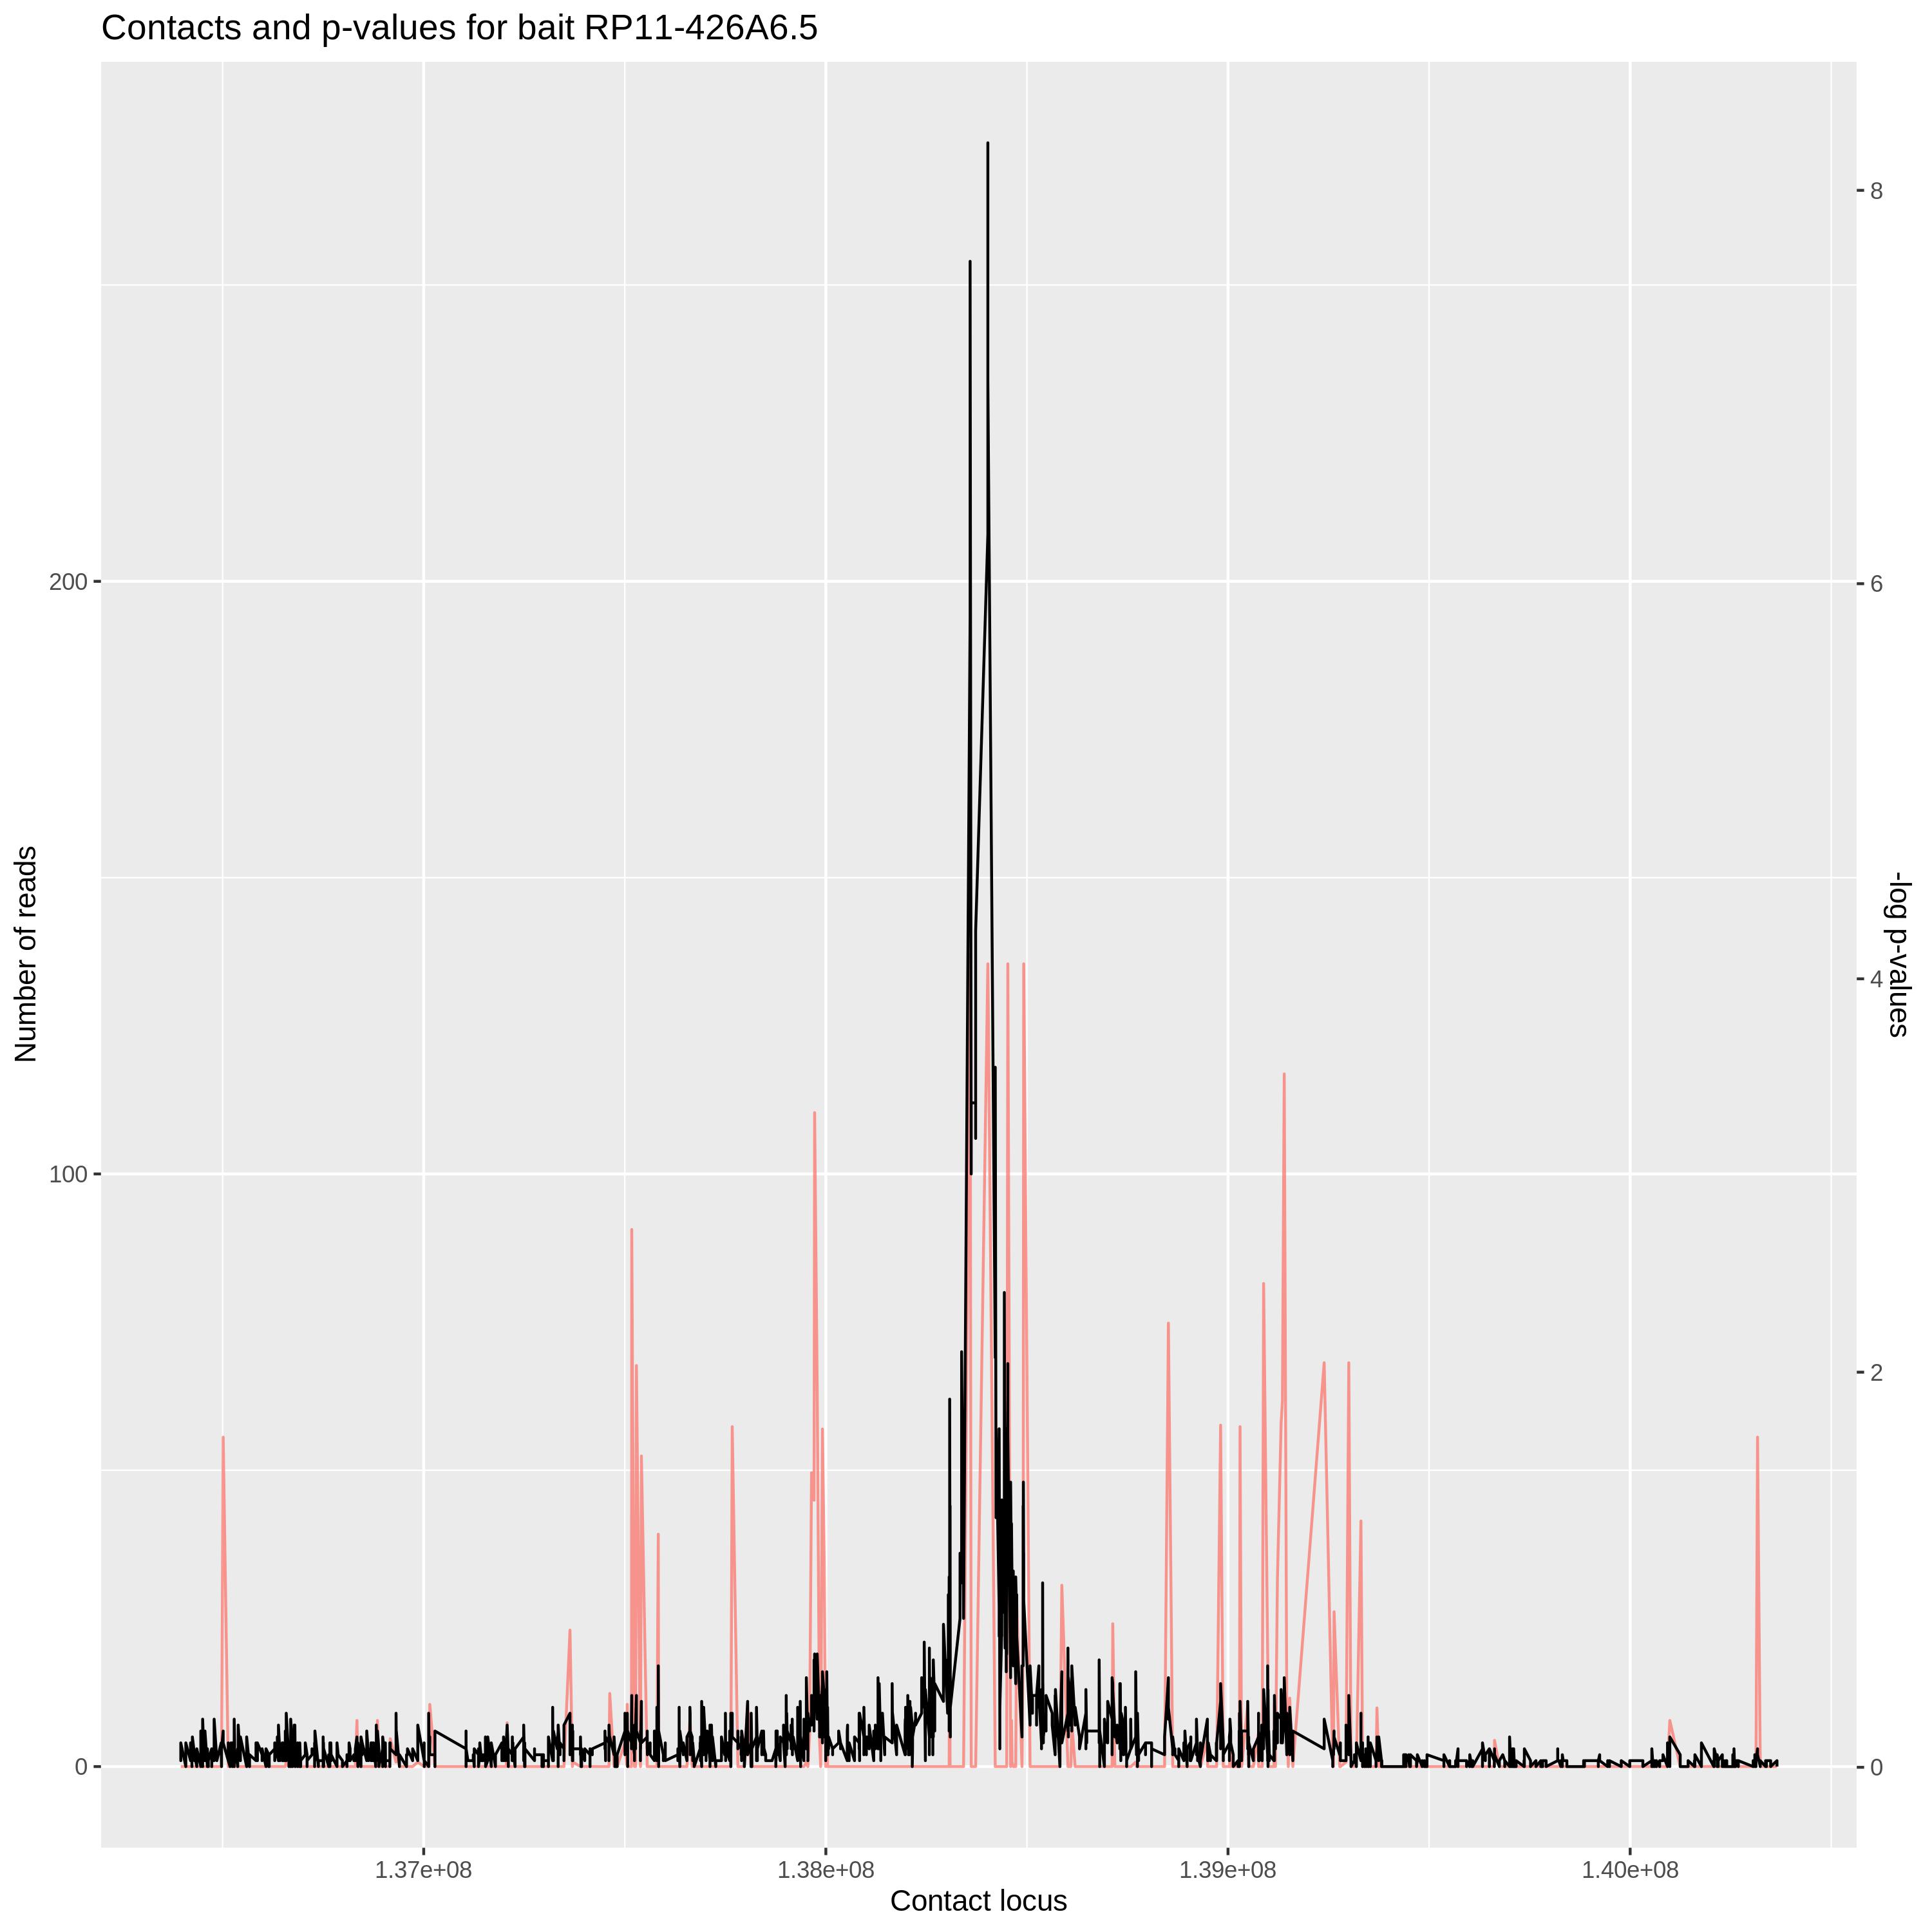 Contacts and p-values for bait RP11-426A6.5
Number of reads
200
100
0
8
6
4
2
0
-log p-values
1.37e+08
1.38e+08
1.39e+08
1.40e+08
Contact locus